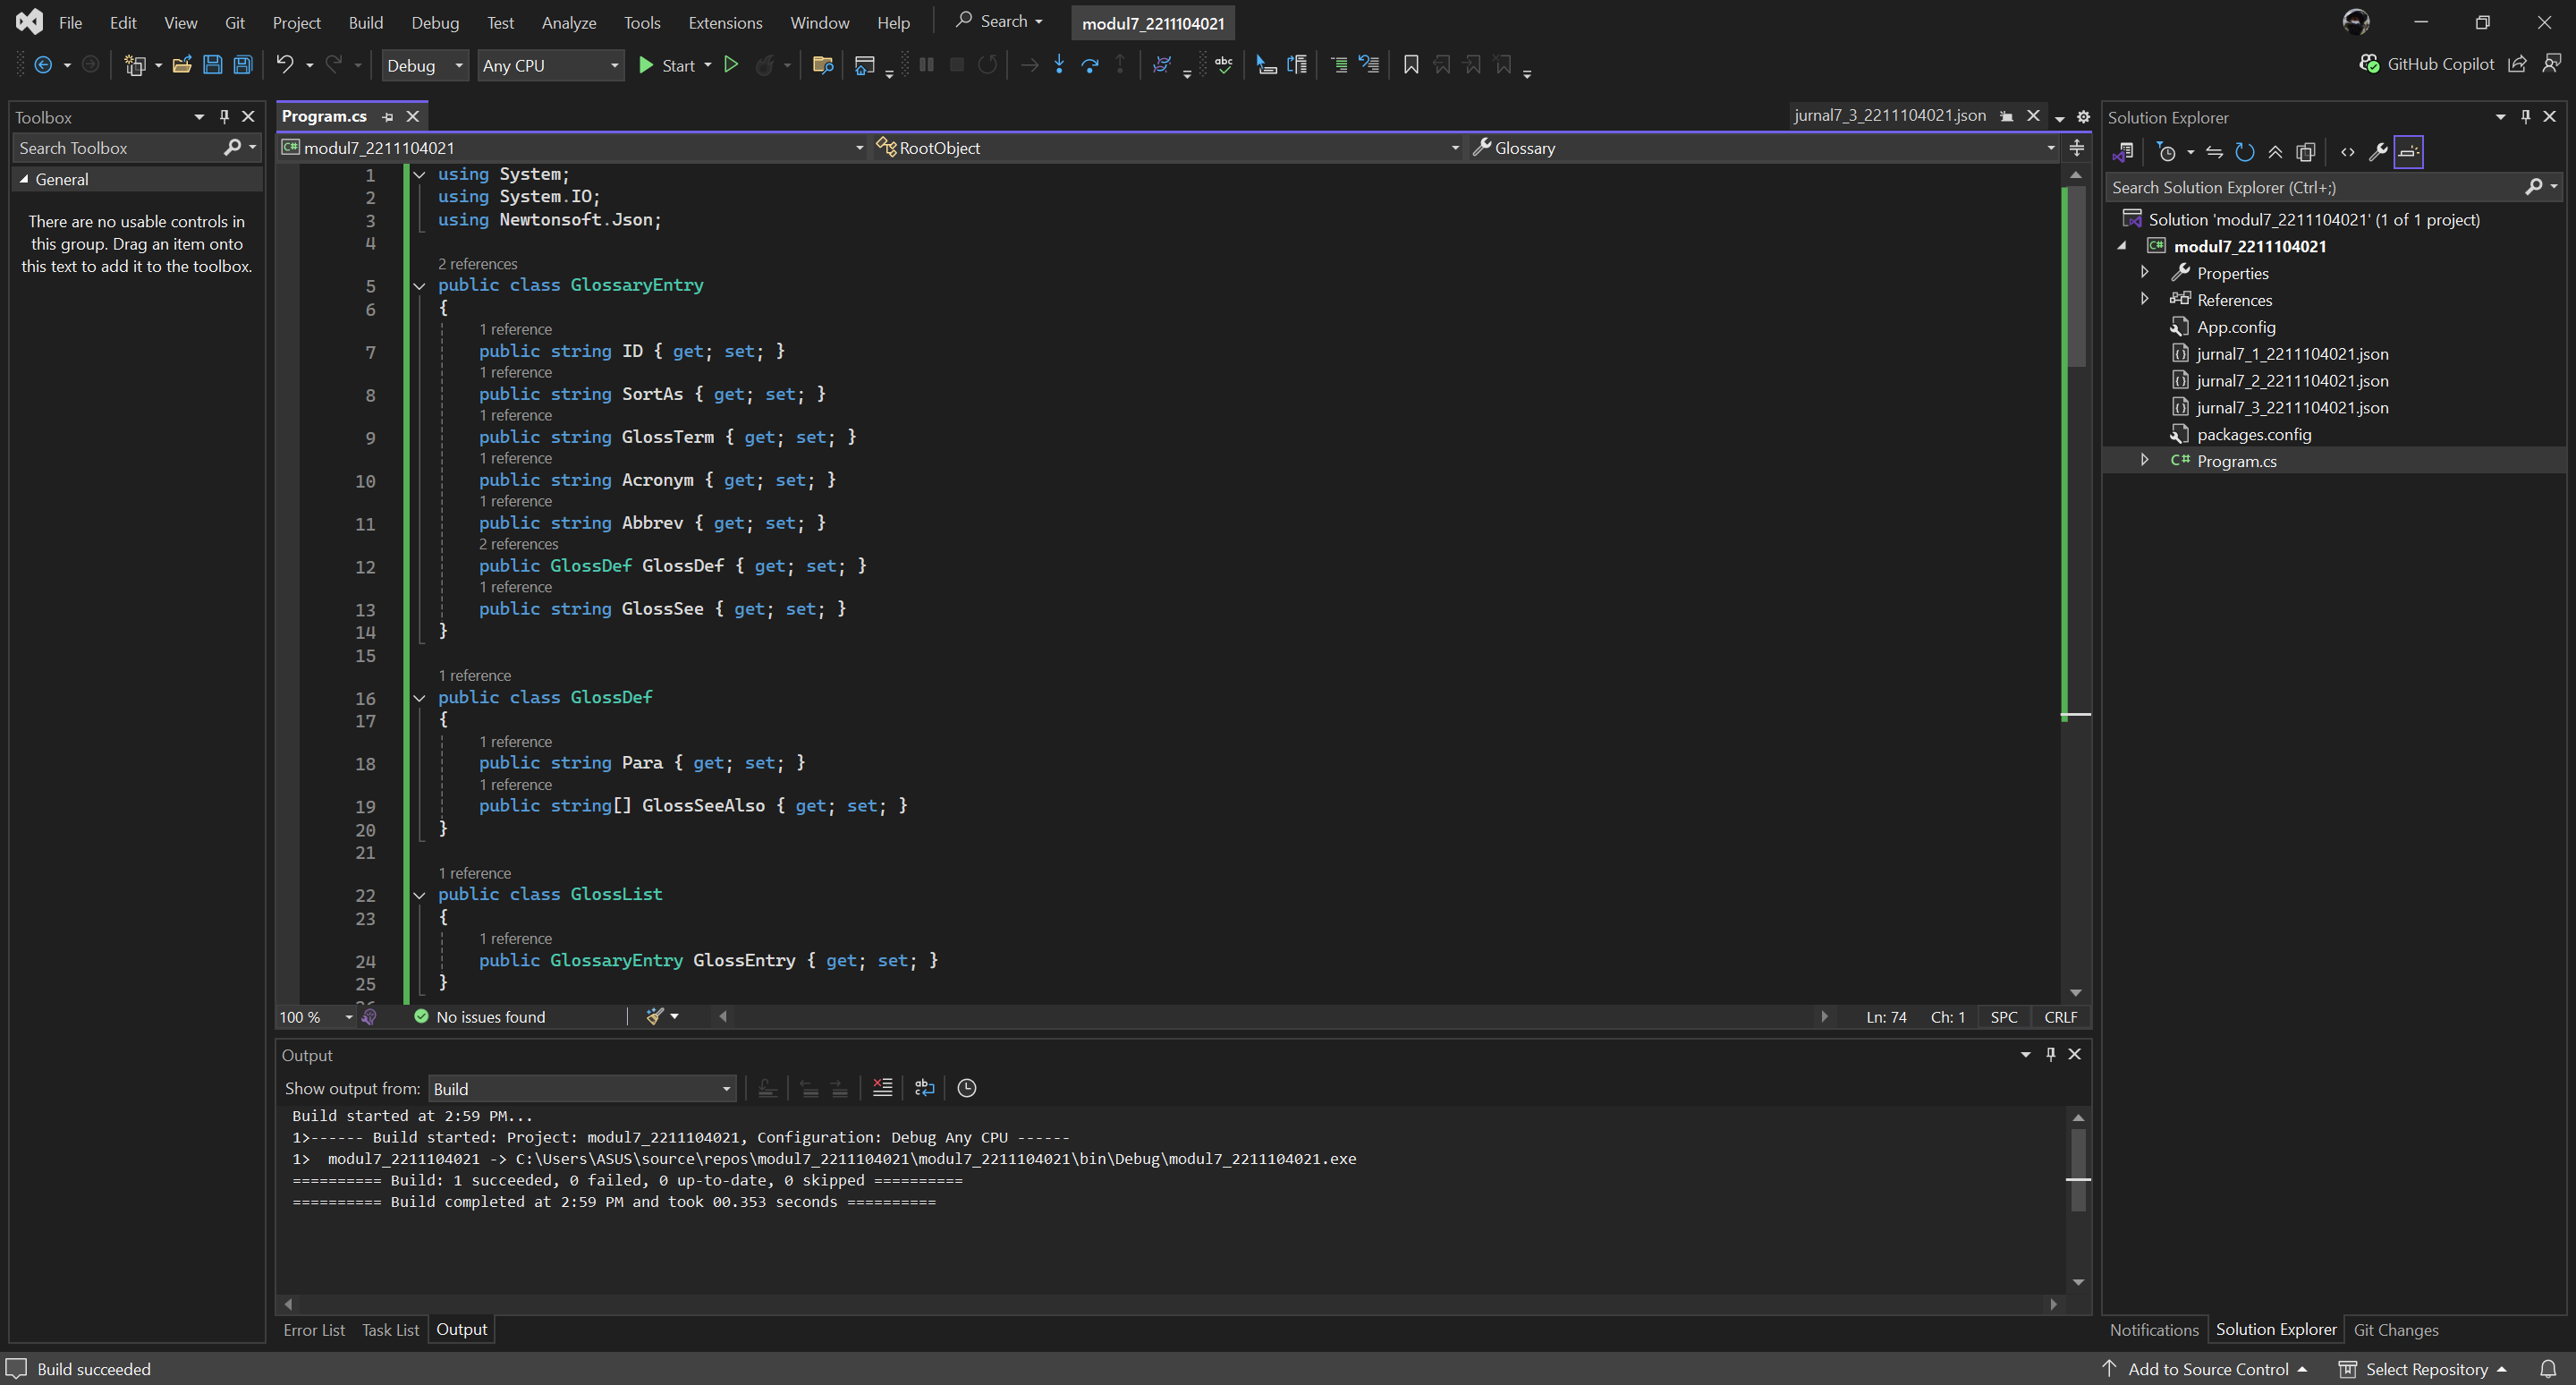 File Edit View Git Project Build Debug Test Analyze Tools Extensions Window Help Search modul7_2211104021
Debug Any CPU Start GitHub Copilot
Toolbox
Search Toolbox
General
There are no usable controls in
this group. Drag an item onto
this text to add it to the toolbox.
Program.cs jurnal7_3_2211104021.json
modul7_2211104021 RootObject Glossary
1 using System;
2 using System.IO;
3 using Newtonsoft.Json;
4
2 references
5 public class GlossaryEntry
6 {
1 reference
7 public string ID { get; set; }
1 reference
8 public string SortAs { get; set; }
1 reference
9 public string GlossTerm { get; set; }
1 reference
10 public string Acronym { get; set; }
1 reference
11 public string Abbrev { get; set; }
2 references
12 public GlossDef GlossDef { get; set; }
1 reference
13 public string GlossSee { get; set; }
14 }
15
1 reference
16 public class GlossDef
17 {
1 reference
18 public string Para { get; set; }
1 reference
19 public string[] GlossSeeAlso { get; set; }
20 }
21
1 reference
22 public class GlossList
23 {
1 reference
24 public GlossaryEntry GlossEntry { get; set; }
25 }
100 % No issues found Ln: 74 Ch: 1 SPC CRLF
Output
Show output from: Build
Build started at 2:59 PM...
1>------ Build started: Project: modul7_2211104021, Configuration: Debug Any CPU ------
1>  modul7_2211104021 -> C:\Users\ASUS\source\repos\modul7_2211104021\modul7_2211104021\bin\Debug\modul7_2211104021.exe
========== Build: 1 succeeded, 0 failed, 0 up-to-date, 0 skipped ==========
========== Build completed at 2:59 PM and took 00.353 seconds ==========
Error List Task List Output
Solution Explorer
Search Solution Explorer (Ctrl+;)
Solution 'modul7_2211104021' (1 of 1 project)
C# modul7_2211104021
Properties
References
App.config
jurnal7_1_2211104021.json
jurnal7_2_2211104021.json
jurnal7_3_2211104021.json
packages.config
C# Program.cs
Notifications Solution Explorer Git Changes
Build succeeded Add to Source Control Select Repository